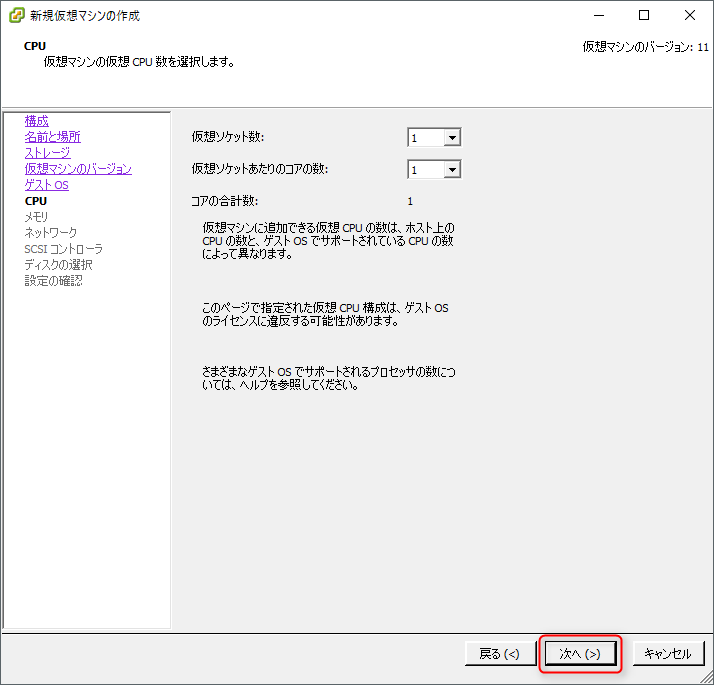 新規仮想マシンの作成
CPU
仮想マシンの仮想 CPU 数を選択します。
仮想マシンのバージョン: 11
構成
名前と場所
ストレージ
仮想マシンのバージョン
ゲスト OS
CPU
メモリ
ネットワーク
SCSI コントローラ
ディスクの選択
設定の確認
仮想ソケット数:
1
仮想ソケットあたりのコアの数:
1
コアの合計数:
1
仮想マシンに追加できる仮想 CPU の数は、ホスト上の
CPU の数と、ゲスト OS でサポートされている CPU の数
によって異なります。
このページで指定された仮想 CPU 構成は、ゲスト OS
のライセンスに違反する可能性があります。
さまざまなゲスト OS でサポートされるプロセッサの数につ
いては、ヘルプを参照してください。
戻る (<)
次へ (>)
キャンセル